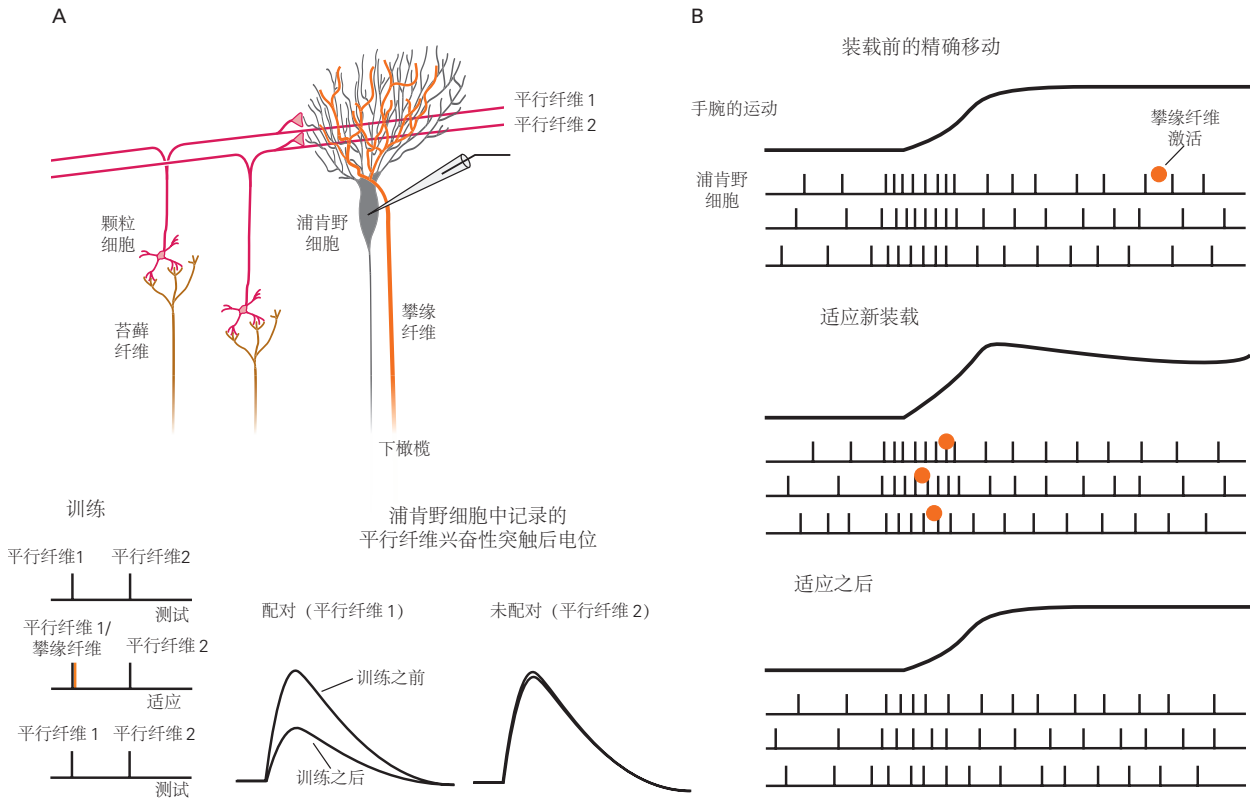 A
平行纤维 1
平行纤维 2
颗粒
细胞
浦肯野
细胞
苔藓
纤维
攀缘
纤维
下橄榄
训练
平行纤维1
平行纤维2
测试
平行纤维 1/
攀缘纤维
平行纤维 2
适应
平行纤维 1
平行纤维 2
测试
浦肯野细胞中记录的
平行纤维兴奋性突触后电位
配对（平行纤维 1）
未配对（平行纤维 2）
训练之前
训练之后
B
装载前的精确移动
手腕的运动
攀缘纤维
激活
浦肯野
细胞
适应新装载
适应之后